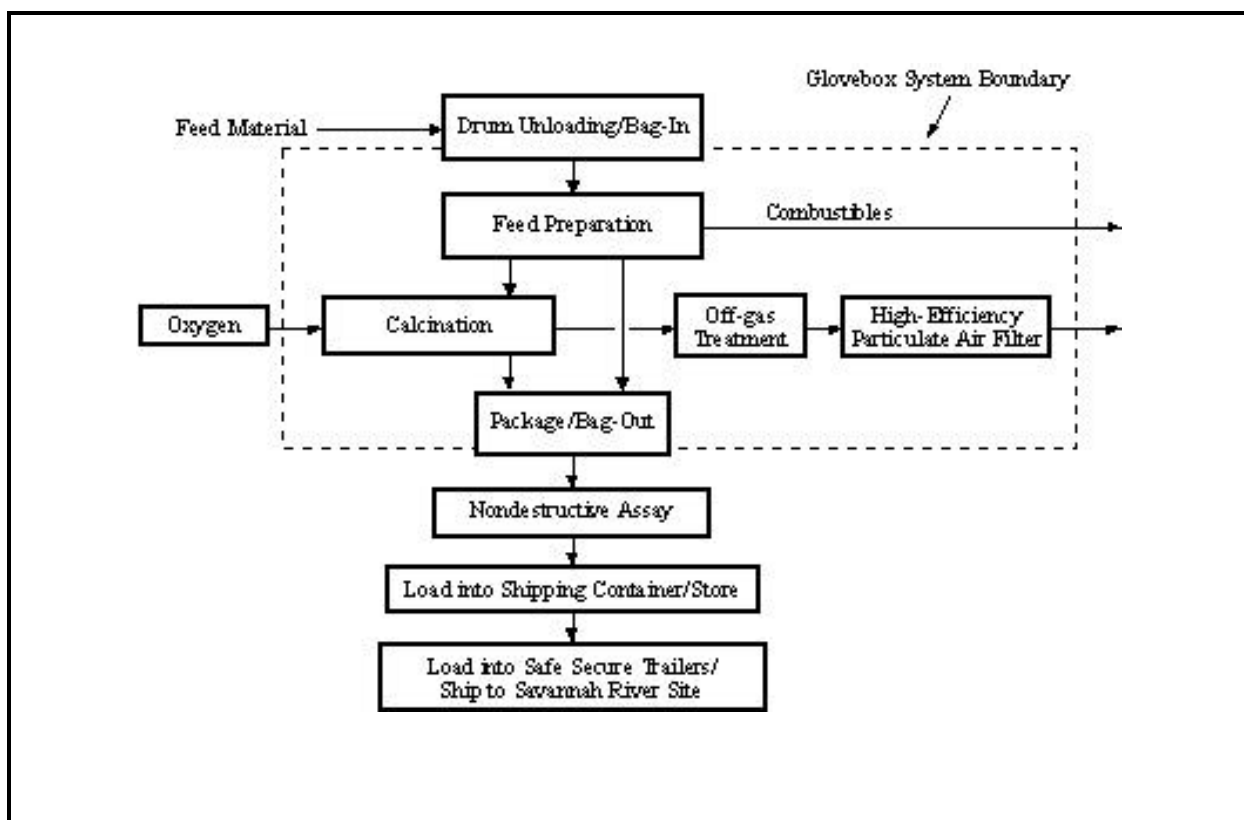 Glovebox System Boundary
Feed Material
Drum Unloading/Bag-In
Feed Preparation
Combustibles
Oxygen
Calcination
Off-gas
Treatment
High-Efficiency
Particulate Air Filter
Package/Bag-Out
Nondestructive Assay
Load into Shipping Container/Store
Load into Safe Secure Trailers/
Ship to Savannah River Site